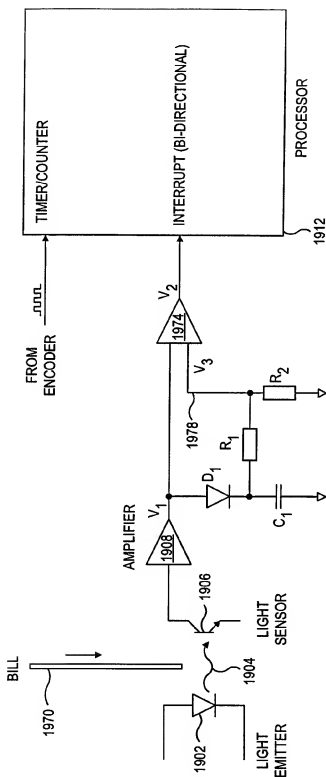 BILL
1970
1902
LIGHT
EMITTER
1904
1906
LIGHT
SENSOR
AMPLIFIER
1908
V1
D1
C1
R1
R2
1978
V3
1974
V2
FROM
ENCODER
TIMER/COUNTER
INTERRUPT (BI-DIRECTIONAL)
1912
PROCESSOR